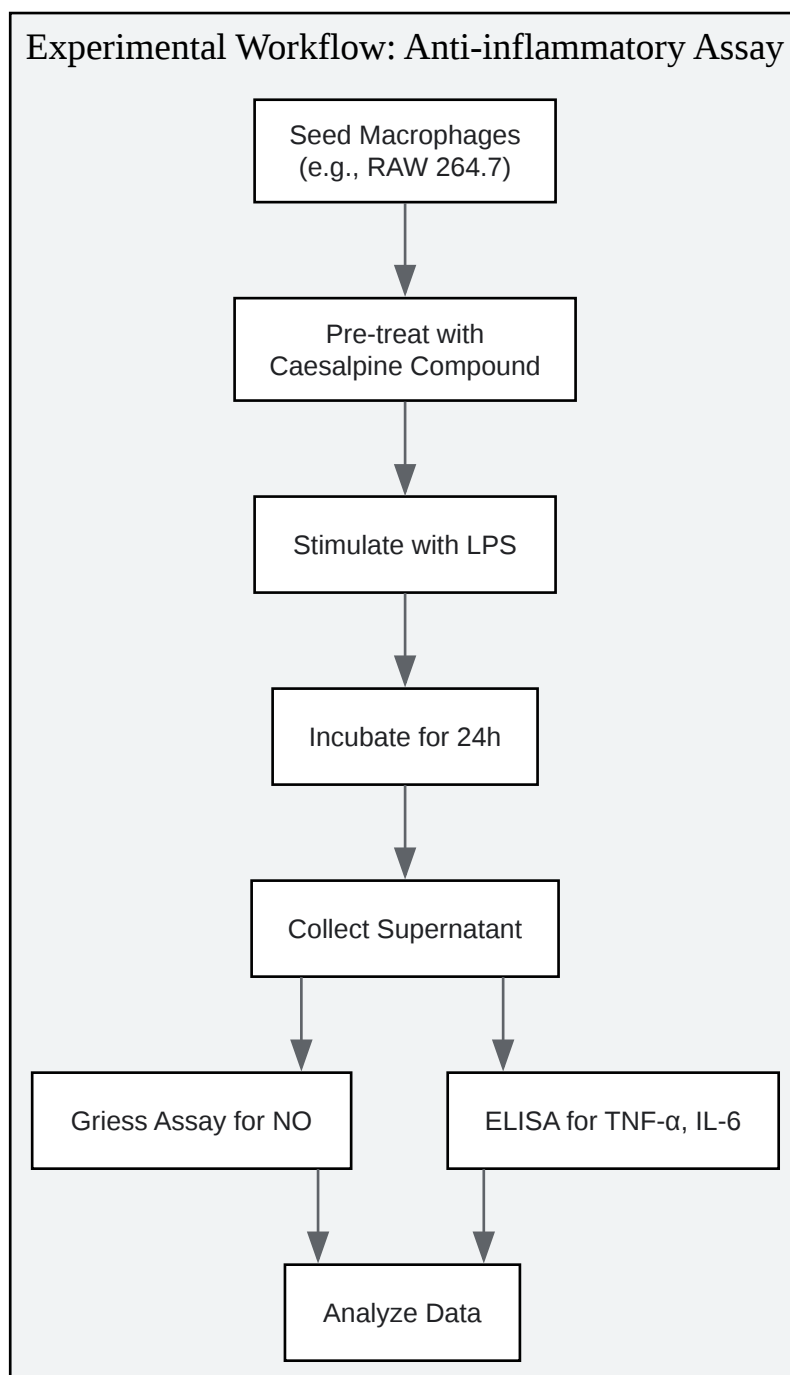 Experimental Workflow: Anti-inflammatory Assay
Seed Macrophages
(e.g., RAW 264.7)
Pre-treat with
Caesalpine Compound
Stimulate with LPS
Incubate for 24h
Collect Supernatant
Griess Assay for NO
ELISA for TNF-α, IL-6
Analyze Data